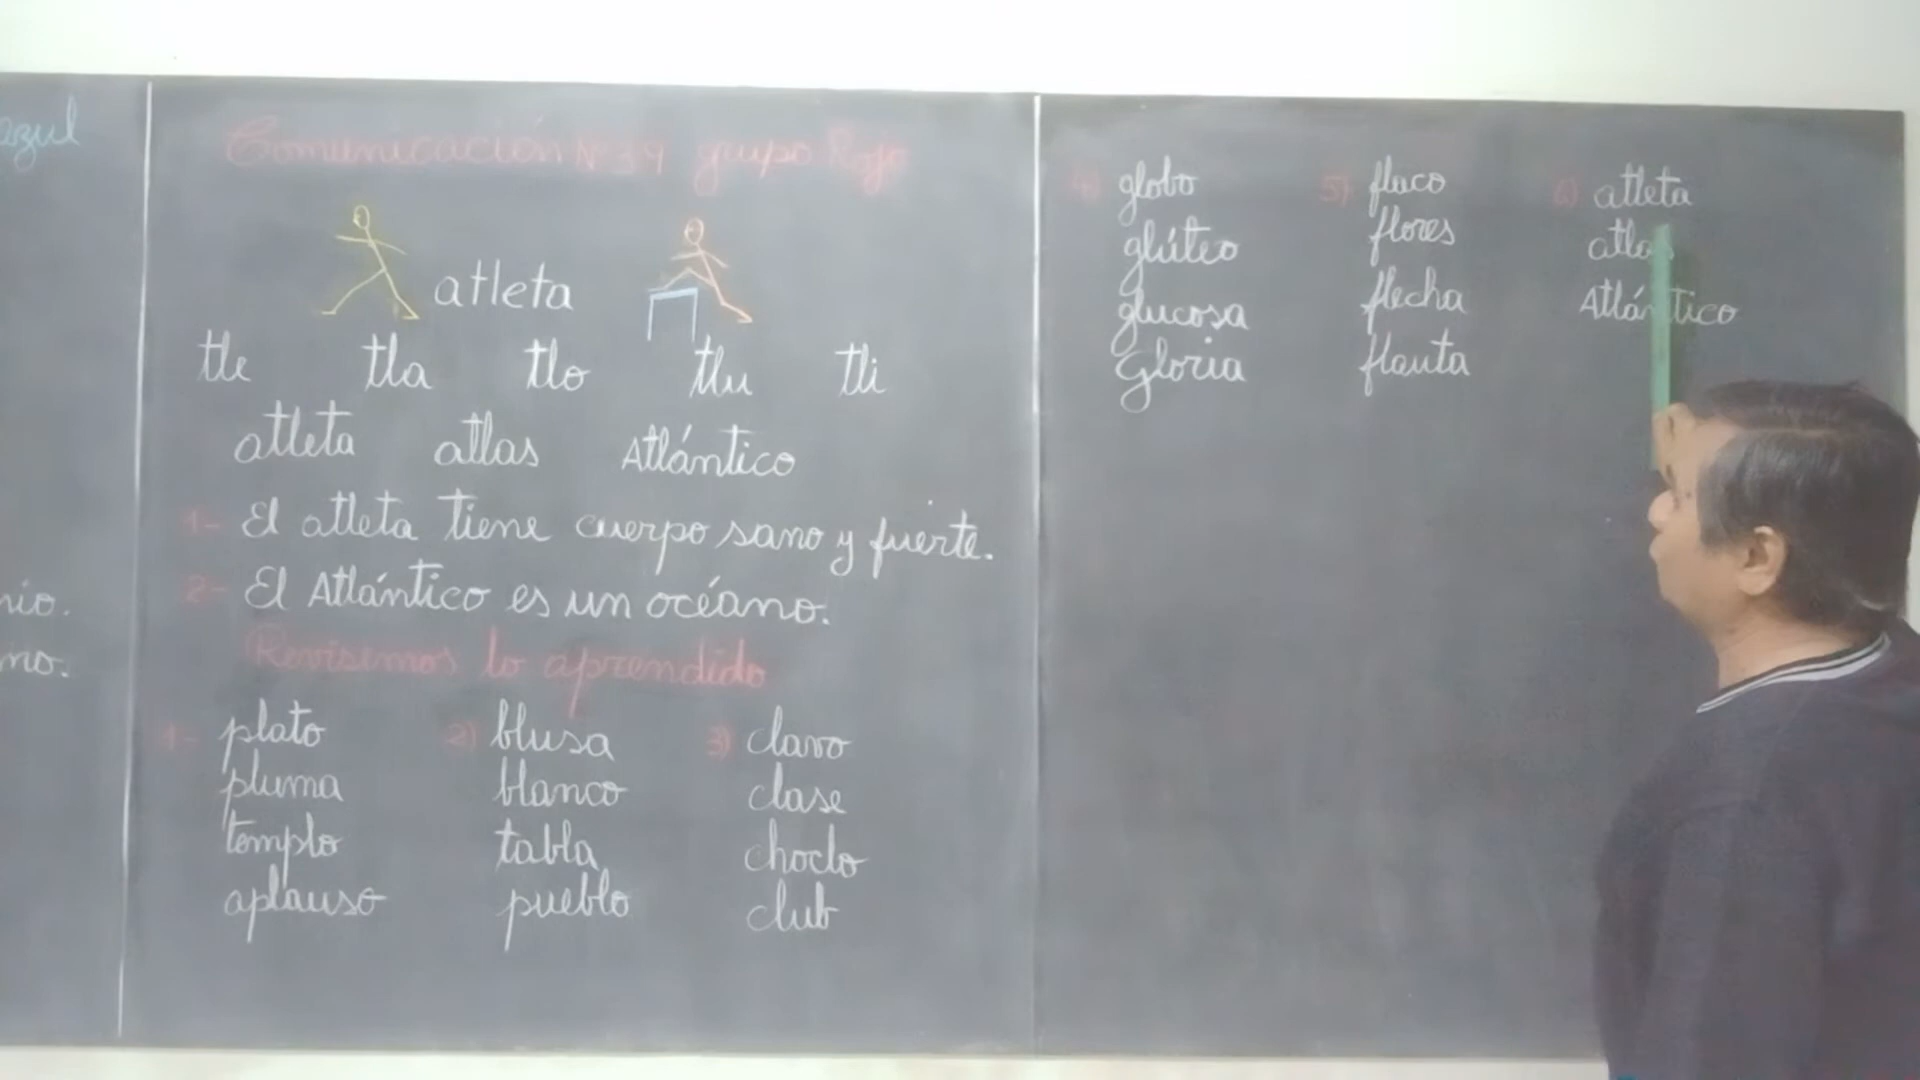 azul
nio.
mo.
Comunicación Nº 34 grupo Rojo
atleta
tle tla tlo tlu tli
atleta atlas Atlántico
1- El atleta tiene cuerpo sano y fuerte.
2- El Atlántico es un océano.
Revisemos lo aprendido
1- plato
pluma
templo
aplauso
2) blusa
blanco
tabla
pueblo
3) clavo
clase
choclo
club
4) globo
glúteo
glucosa
Gloria
5) flaco
flores
flecha
flauta
6) atleta
atlas
Atlántico